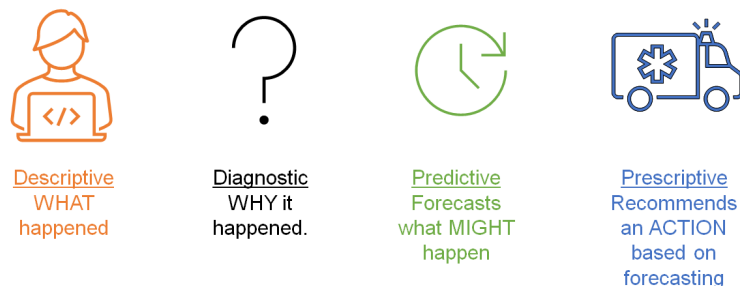 </>
Descriptive
WHAT
happened
Diagnostic
WHY it
happened.
Predictive
Forecasts
what MIGHT
happen
Prescriptive
Recommends
an ACTION
based on
forecasting